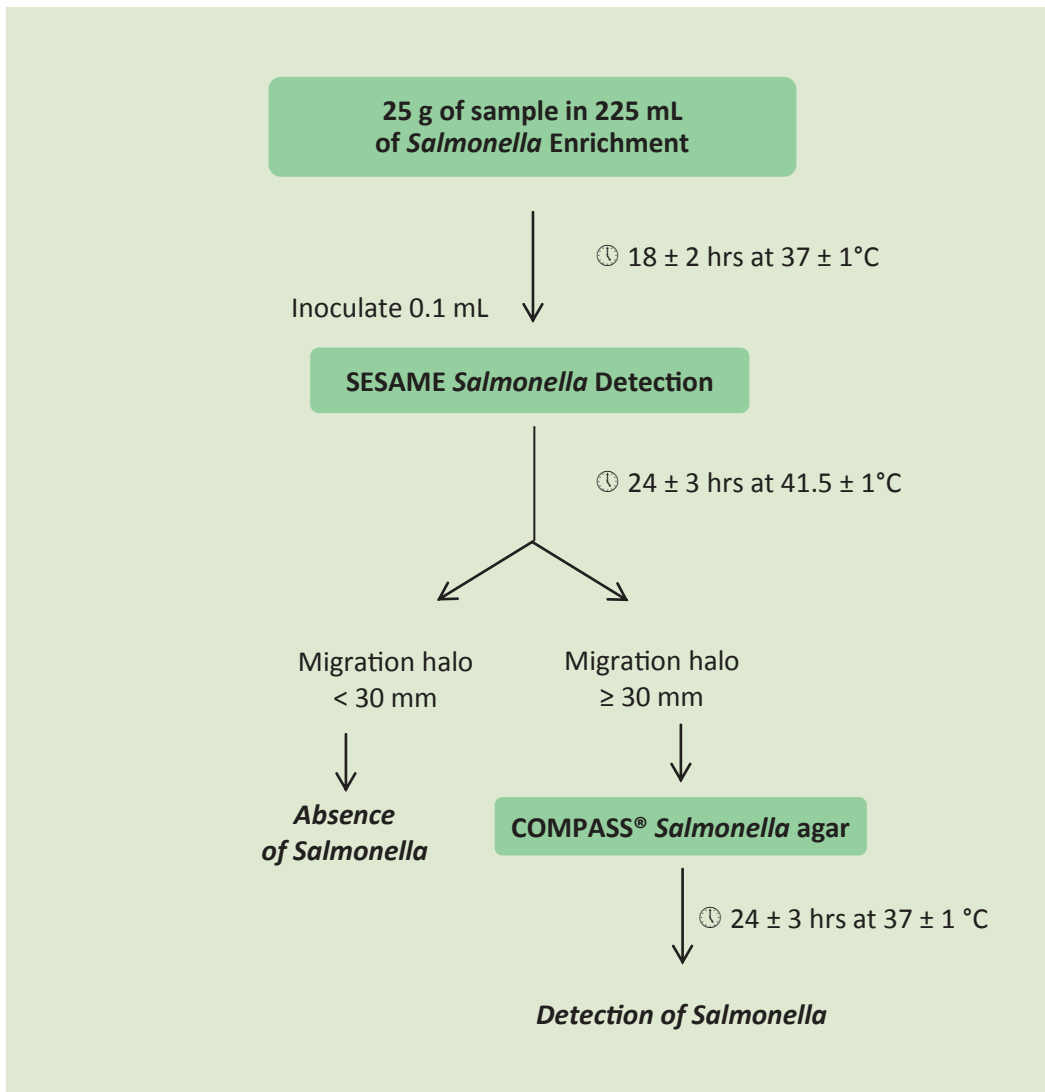 25 g of sample in 225 mL
of Salmonella Enrichment
18 ± 2 hrs at 37 ± 1°C
Inoculate 0.1 mL
SESAME Salmonella Detection
24 ± 3 hrs at 41.5 ± 1°C
Migration halo
< 30 mm
Migration halo
≥ 30 mm
Absence
of Salmonella
COMPASS® Salmonella agar
24 ± 3 hrs at 37 ± 1 °C
Detection of Salmonella